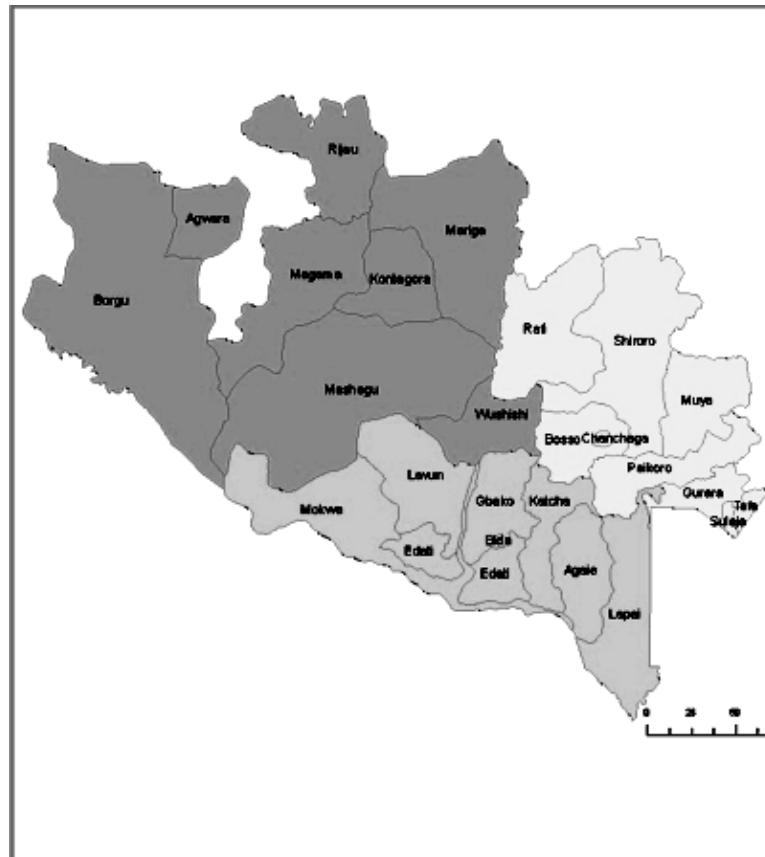 Rijau
Agwara
Mariga
Magama
Kontagora
Borgu
Rafi
Shiroro
Mashegu
Muya
Wushishi
Bosso
Chanchaga
Paikoro
Lavun
Gbako
Katcha
Gurara
Tafa
Mokwa
Suleja
Bida
Edati
Edati
Agaie
Lapai
0
25
50